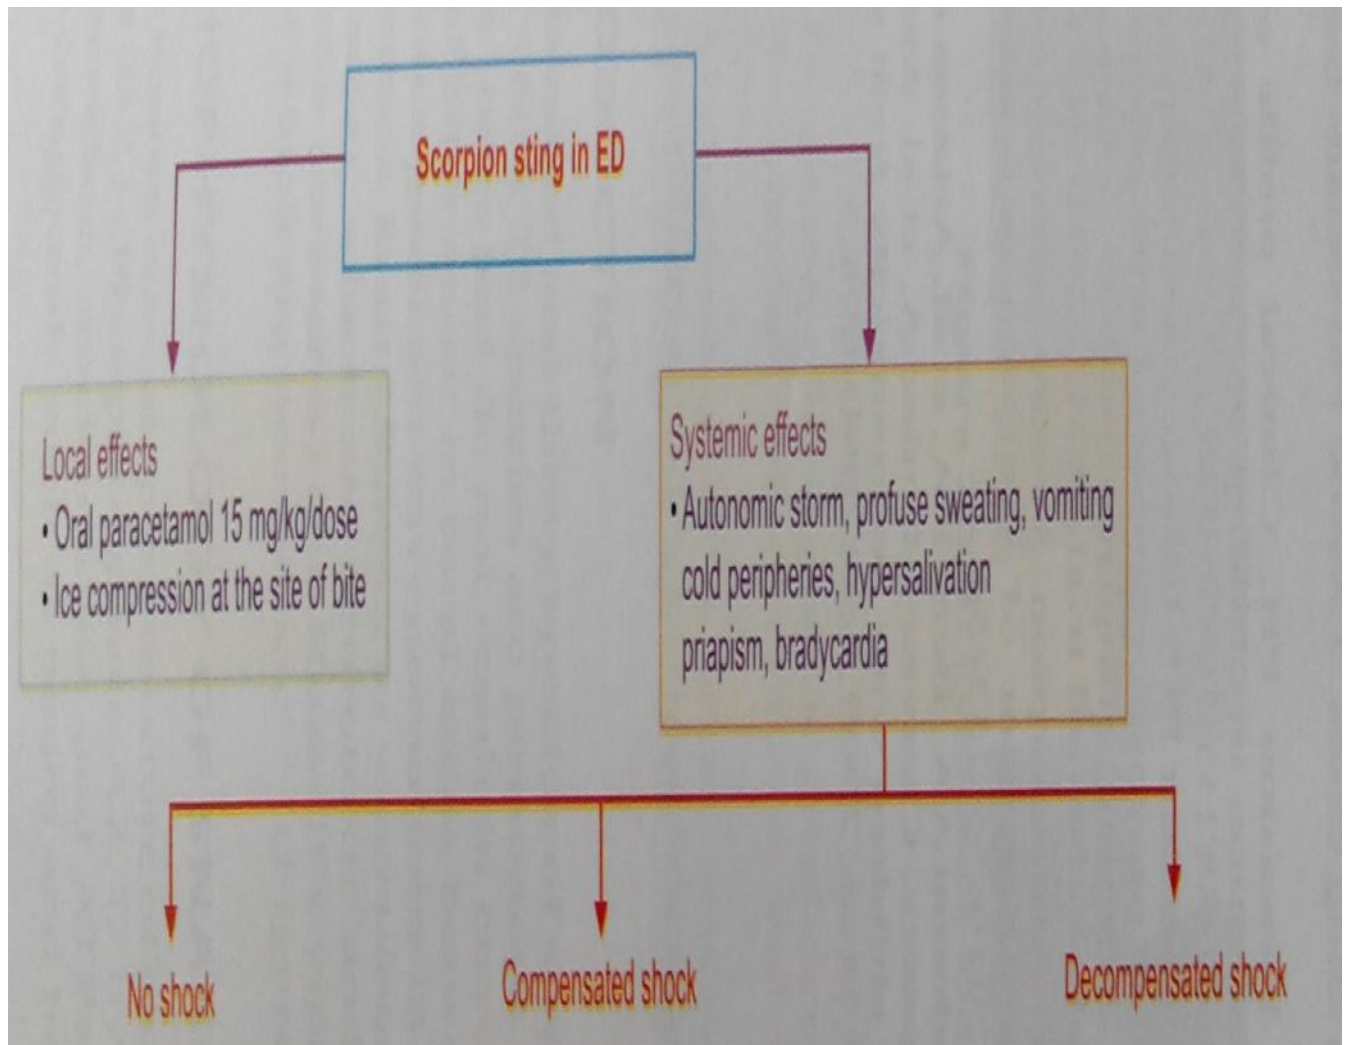 Scorpion sting in ED
Local effects
• Oral paracetamol 15 mg/kg/dose
• Ice compression at the site of bite
Systemic effects
• Autonomic storm, profuse sweating, vomiting
cold peripheries, hypersalivation
priapism, bradycardia
No shock
Compensated shock
Decompensated shock